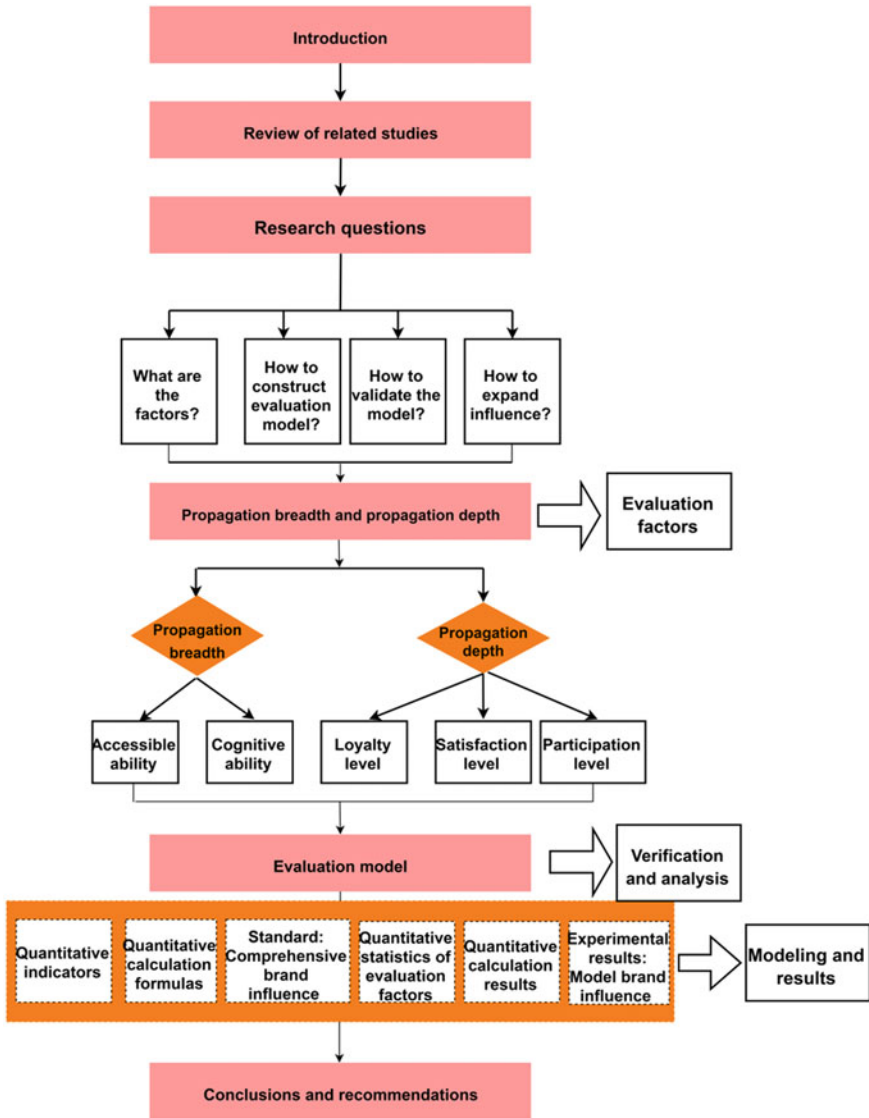 Introduction
Review of related studies
Research questions
What are
the
factors?
How to
construct
evaluation
model?
How to
validate the
model?
How to
expand
influence?
Propagation breadth and propagation depth
Evaluation
factors
Propagation
breadth
Propagation
depth
Accessible
ability
Cognitive
ability
Loyalty
level
Satisfaction
level
Participation
level
Evaluation model
Verification
and analysis
Quantitative
indicators
Quantitative
calculation
formulas
Standard:
Comprehensive
brand
influence
Quantitative
statistics of
evaluation
factors
Quantitative
calculation
results
Experimental
results:
Model brand
influence
Modeling and
results
Conclusions and recommendations